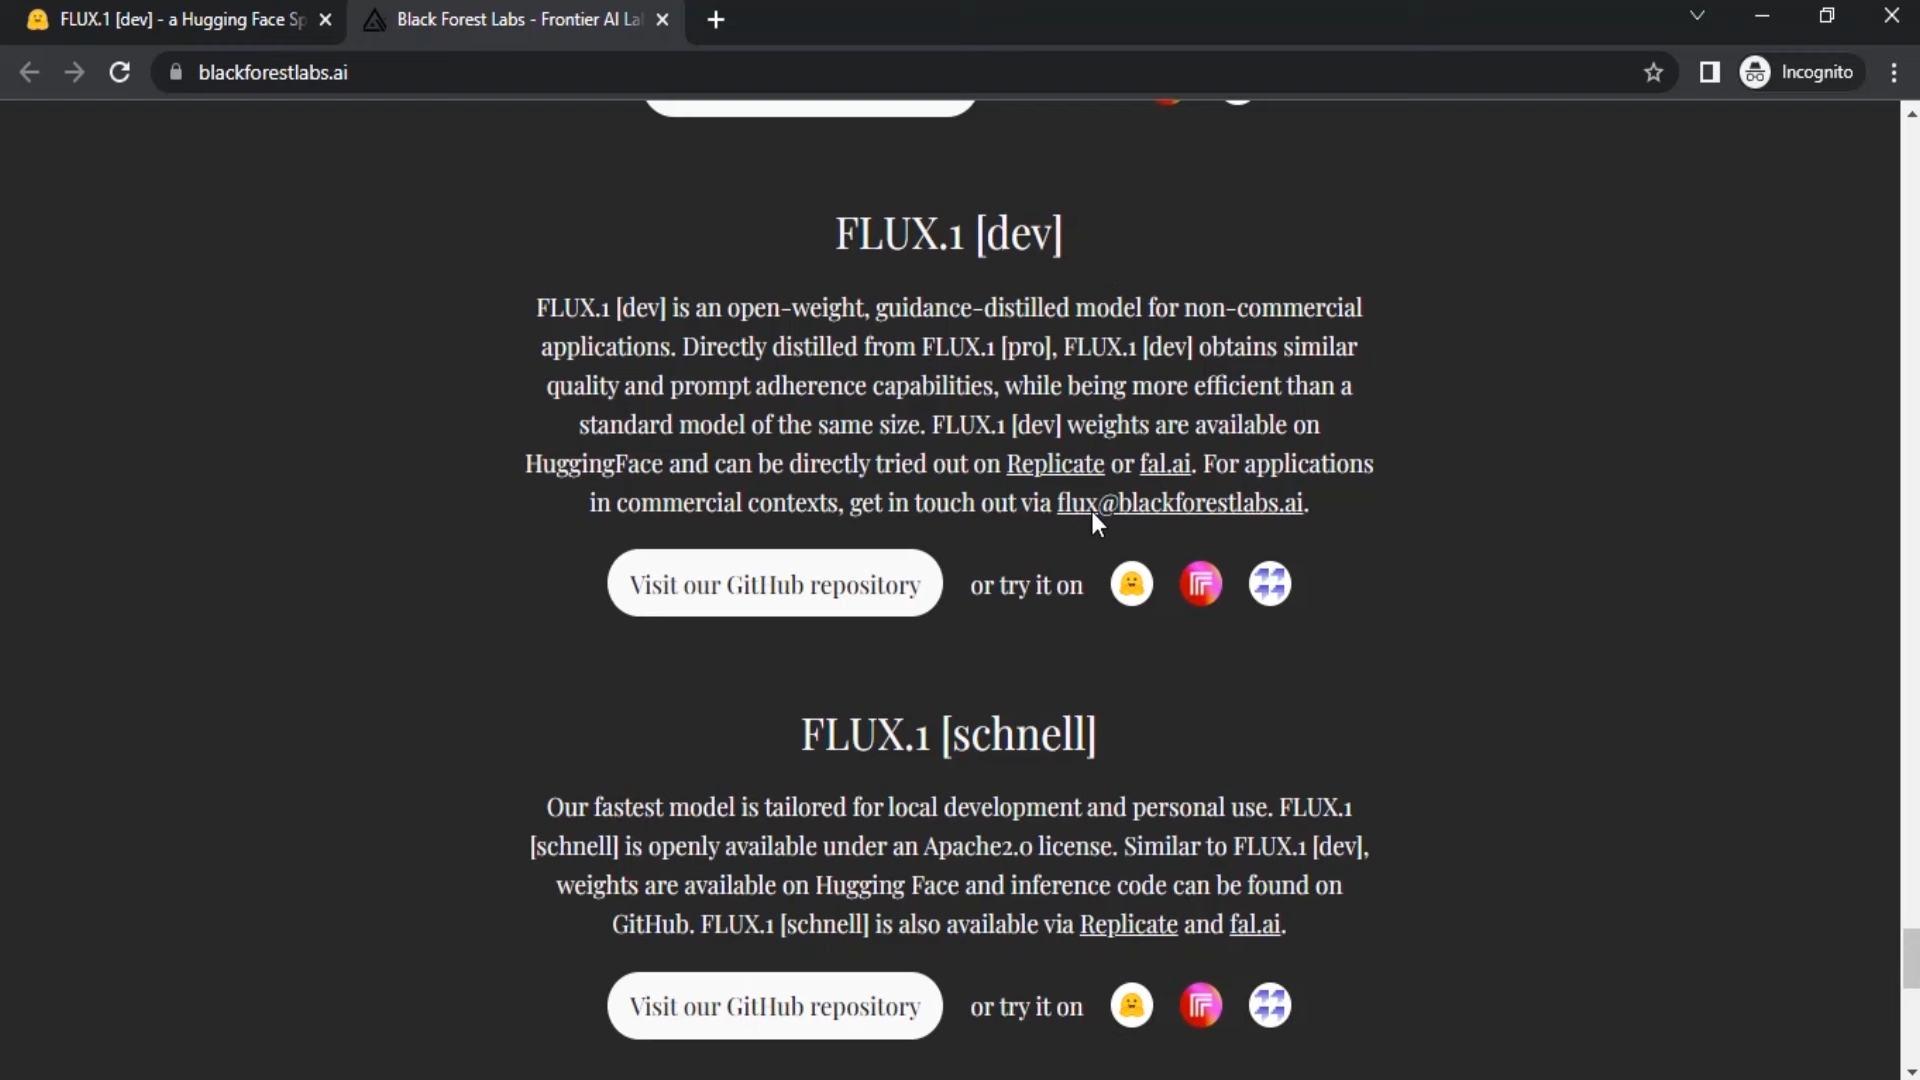 FLUX.1 [dev] - a Hugging Face Sp
Black Forest Labs - Frontier AI La
blackforestlabs.ai
Incognito
FLUX.1 [dev]
FLUX.1 [dev] is an open-weight, guidance-distilled model for non-commercial
applications. Directly distilled from FLUX.1 [pro], FLUX.1 [dev] obtains similar
quality and prompt adherence capabilities, while being more efficient than a
standard model of the same size. FLUX.1 [dev] weights are available on
HuggingFace and can be directly tried out on Replicate or fal.ai. For applications
in commercial contexts, get in touch out via flux@blackforestlabs.ai.
Visit our GitHub repository or try it on
FLUX.1 [schnell]
Our fastest model is tailored for local development and personal use. FLUX.1
[schnell] is openly available under an Apache2.0 license. Similar to FLUX.1 [dev],
weights are available on Hugging Face and inference code can be found on
GitHub. FLUX.1 [schnell] is also available via Replicate and fal.ai.
Visit our GitHub repository or try it on